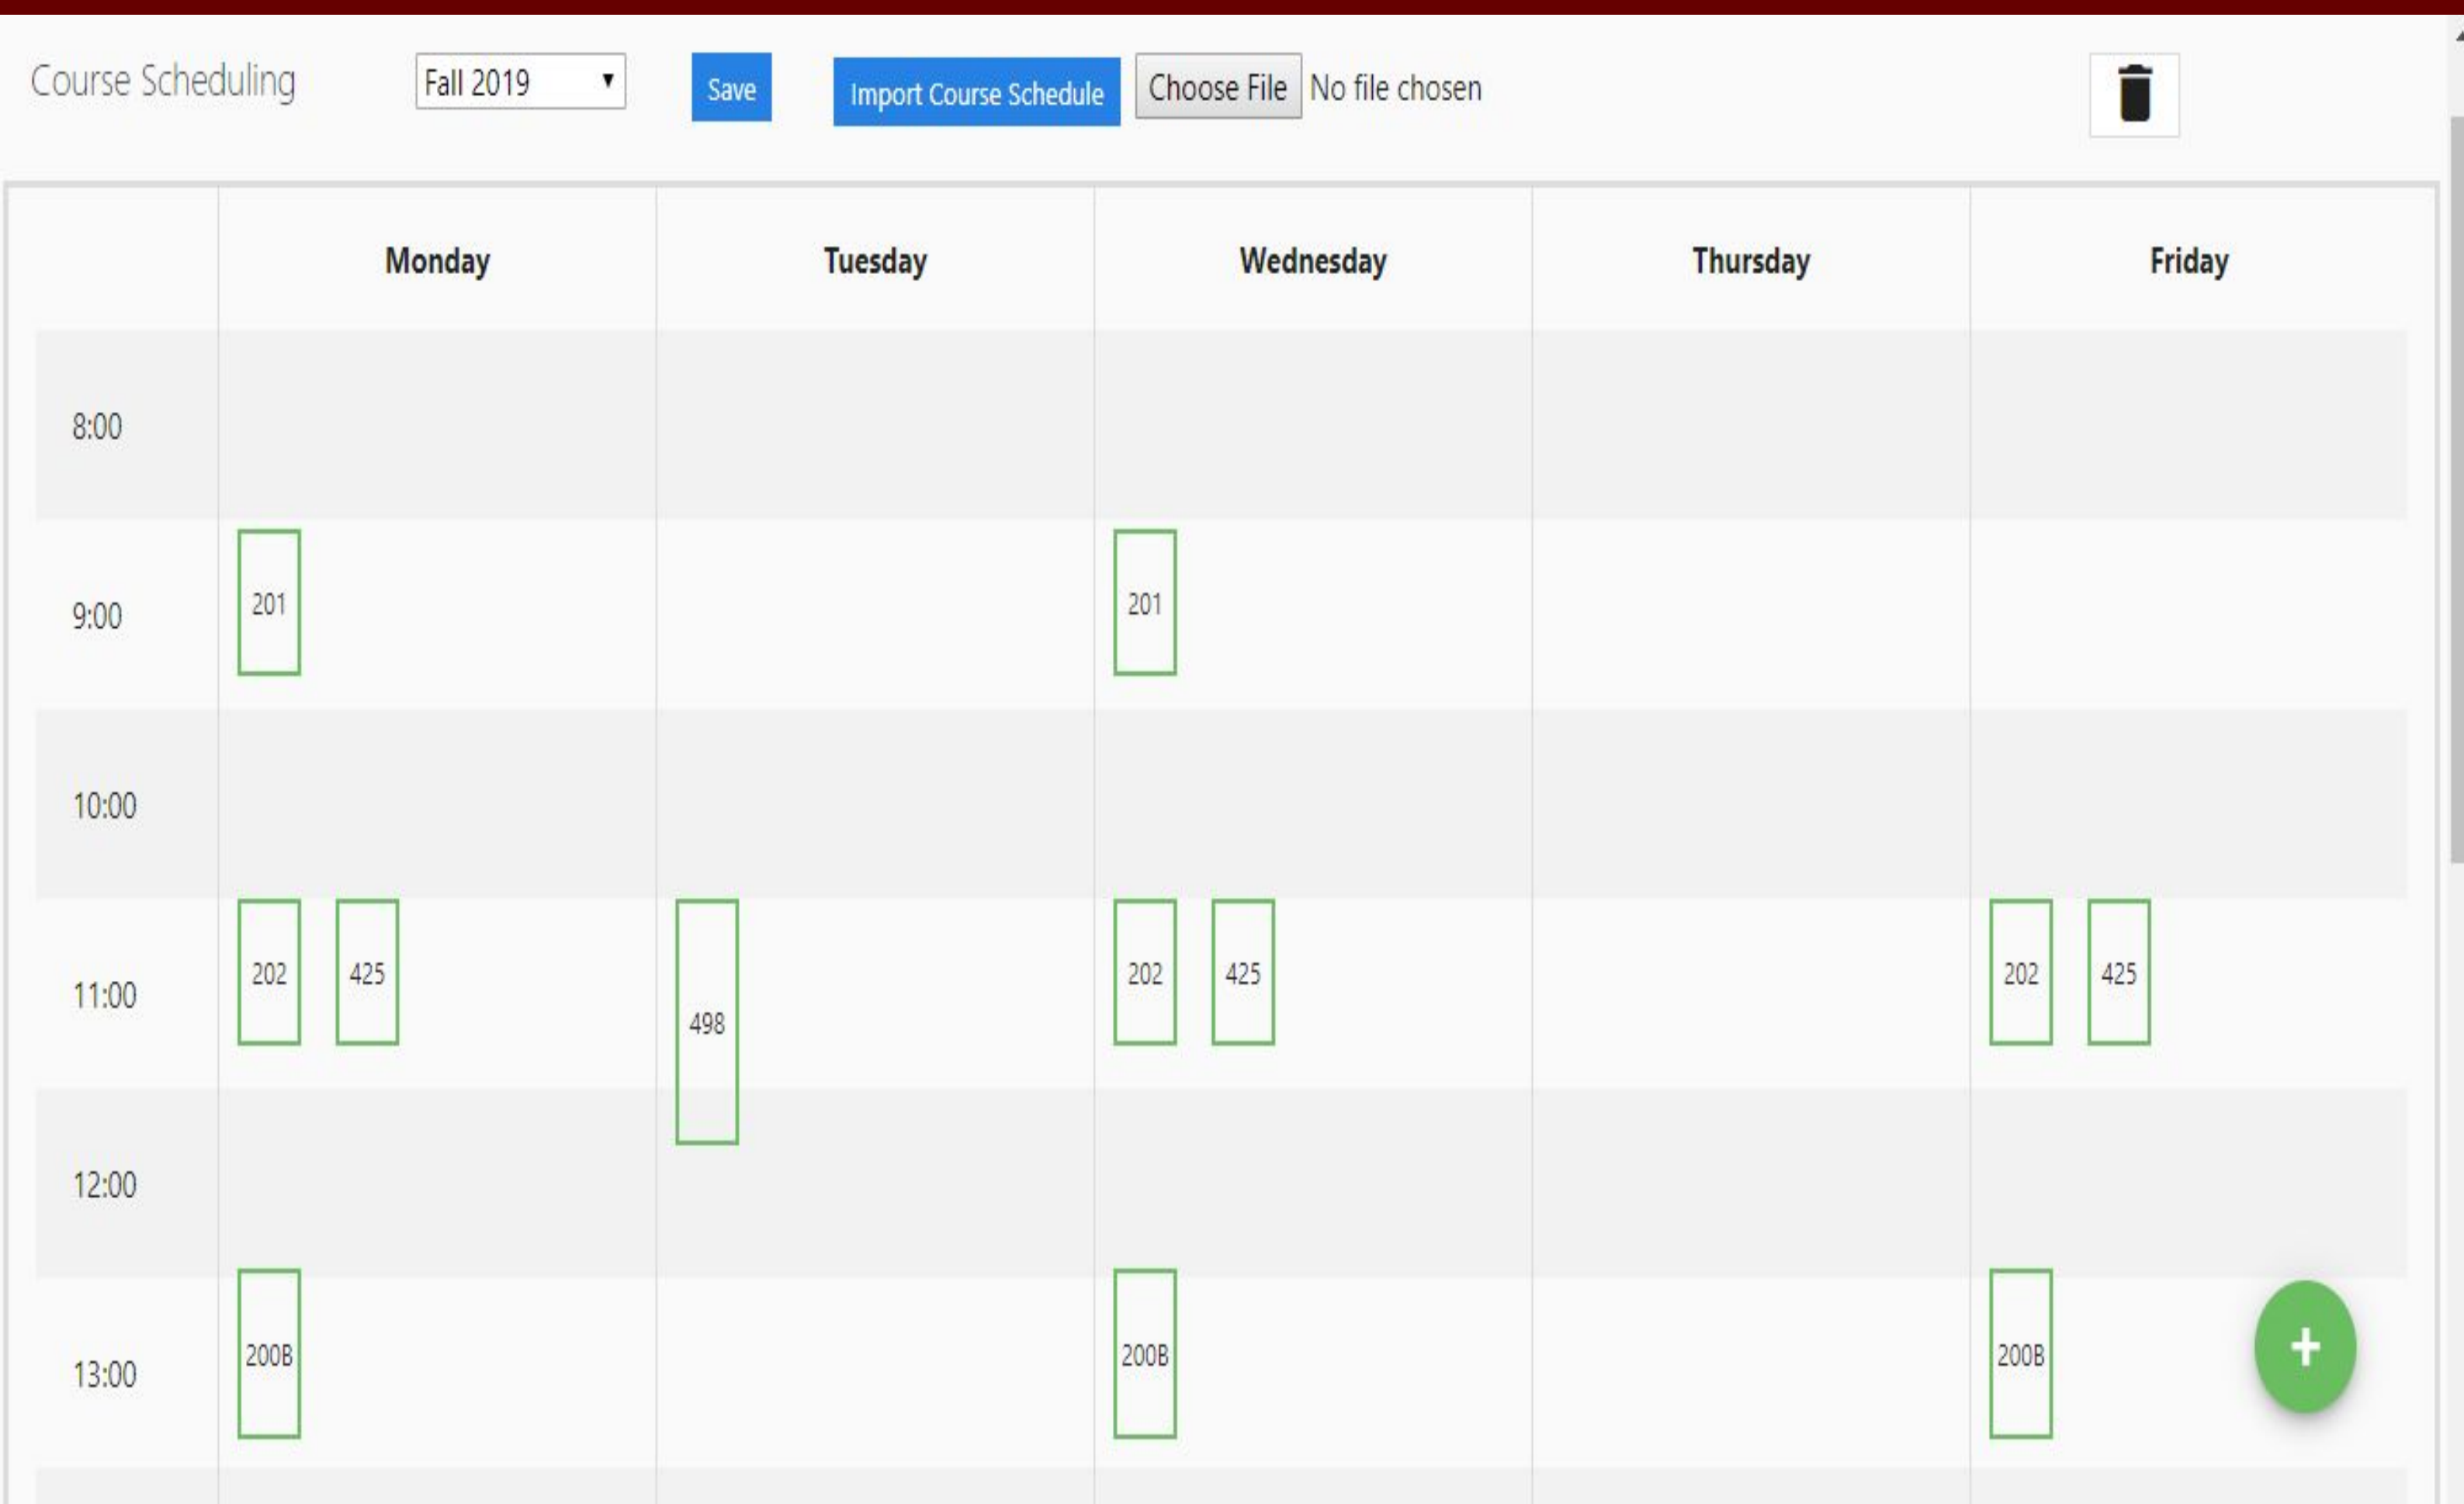 Course Scheduling Fall 2019 Save Import Course Schedule Choose File No file chosen
Monday Tuesday Wednesday Thursday Friday
8:00
9:00 201 201
10:00
11:00 202 425 498 202 425 202 425
12:00
13:00 200B 200B 200B +